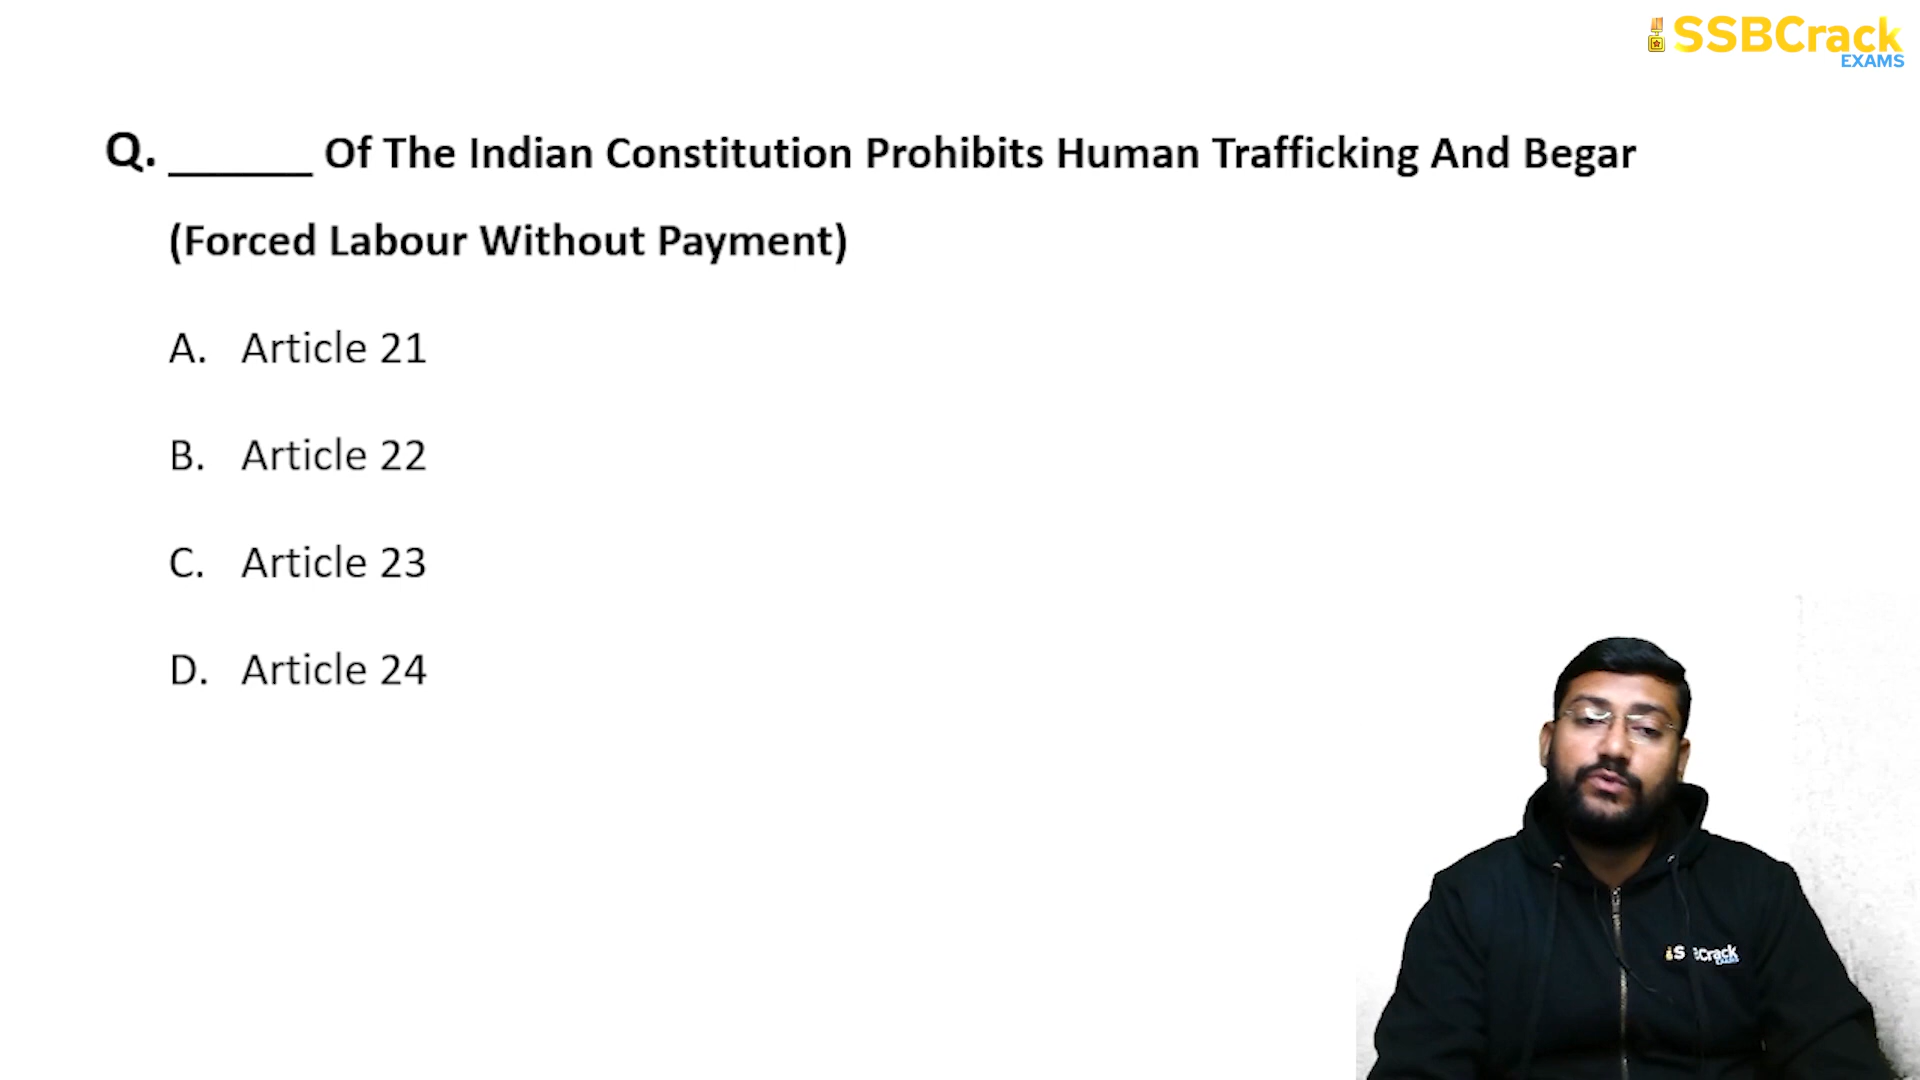 SSBCrack
EXAMS
Q. ______ Of The Indian Constitution Prohibits Human Trafficking And Begar
(Forced Labour Without Payment)
A. Article 21
B. Article 22
C. Article 23
D. Article 24